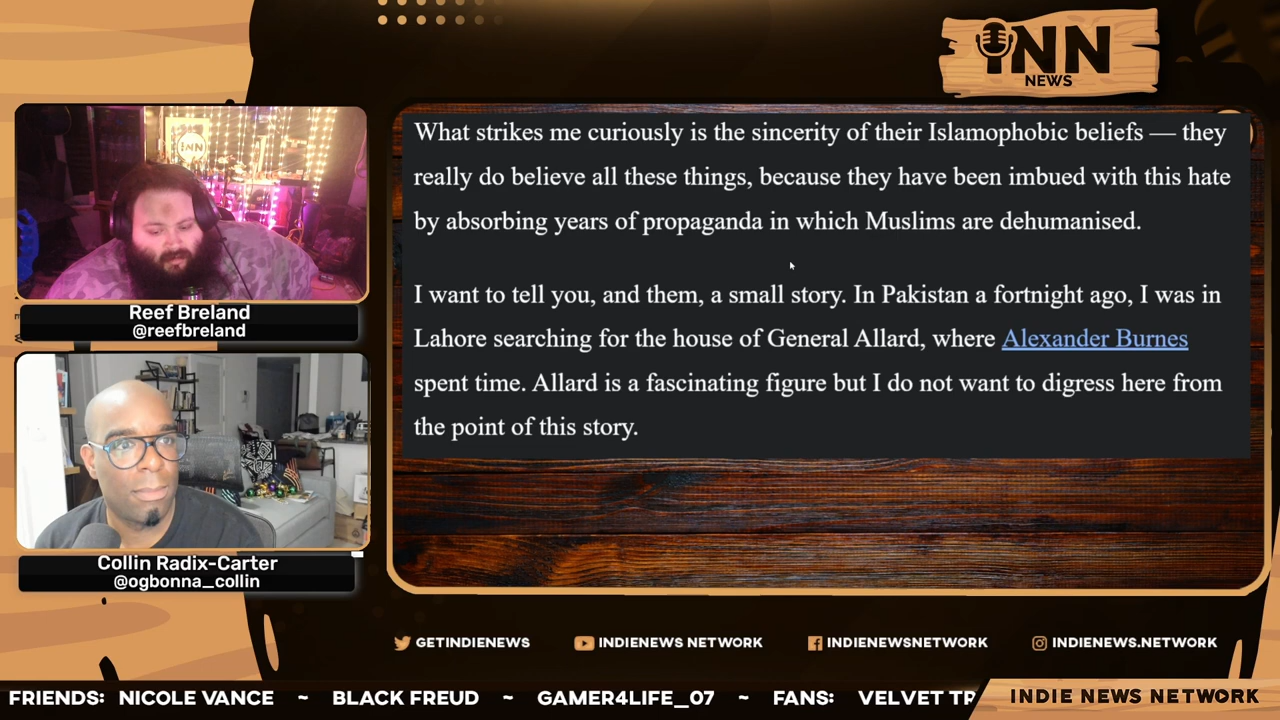 INN
NEWS
What strikes me curiously is the sincerity of their Islamophobic beliefs — they
really do believe all these things, because they have been imbued with this hate
by absorbing years of propaganda in which Muslims are dehumanised.
I want to tell you, and them, a small story. In Pakistan a fortnight ago, I was in
Lahore searching for the house of General Allard, where Alexander Burnes
spent time. Allard is a fascinating figure but I do not want to digress here from
the point of this story.
INN
Reef Breland
@reefbreland
Collin Radix-Carter
@ogbonna_collin
GETINDIENEWS
INDIENEWS NETWORK
INDIENEWSNETWORK
INDIENEWS.NETWORK
FRIENDS: NICOLE VANCE ~ BLACK FREUD ~ GAMER4LIFE_07 ~ FANS: VELVET TR
INDIE NEWS NETWORK